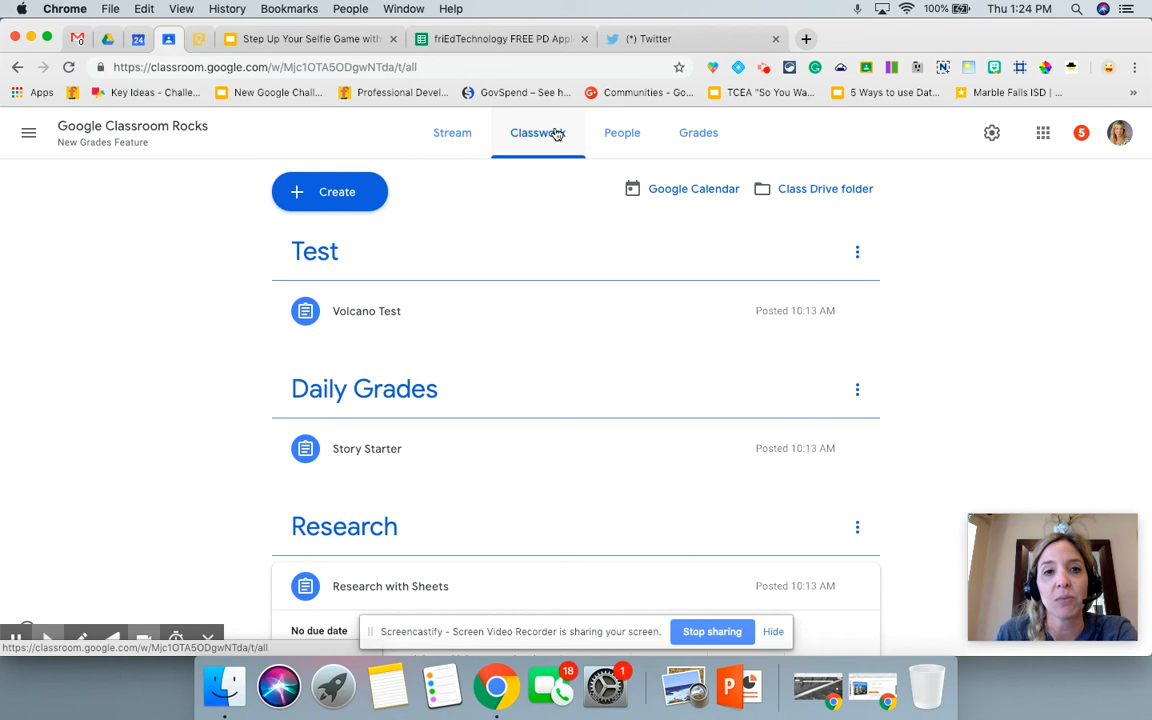 Chrome File Edit View History Bookmarks People Window Help 100% Thu 1:24 PM
0 24 Step Up Your Selfie Game with friEdTechnology FREE PD Appl (*) Twitter
https://classroom.google.com/w/Mjc1OTA5ODgwNTda/t/all
Apps Key Ideas - Challe... New Google Chall... Professional Devel... GovSpend – See h... Communities - Go... TCEA "So You Wa... 5 Ways to use Dat... Marble Falls ISD | ... »
Google Classroom Rocks
New Grades Feature
Stream Classwork People Grades 5
+ Create Google Calendar Class Drive folder
Test
Volcano Test Posted 10:13 AM
Daily Grades
Story Starter Posted 10:13 AM
Research
Research with Sheets Posted 10:13 AM
No due date
Screencastify - Screen Video Recorder is sharing your screen. Stop sharing Hide
https://classroom.google.com/w/Mjc1OTA5ODgwNTda/t/all
18 1